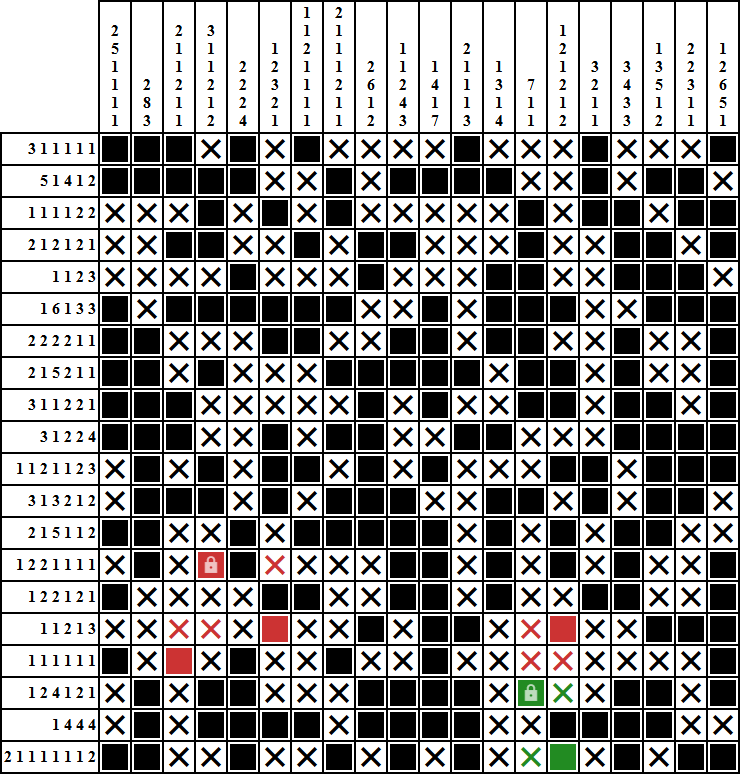 2 5 1 1 1 1
2 8 3
2 1 1 2 1 1
3 1 1 2 1 2
2 2 2 4
1 2 3 2 1
1 1 2 1 1 1 1
2 1 1 1 2 1 1
2 6 1 2
1 1 2 4 3
1 4 1 7
2 1 1 1 3
1 3 1 4
7 1 1
1 2 1 2 1 2
3 2 1 1
3 4 3 3
1 3 5 1 2
2 2 3 1 1
1 2 6 5 1
3 1 1 1 1 1
5 1 4 1 2
1 1 1 1 2 2
2 1 2 1 2 1
1 1 2 3
1 6 1 3 3
2 2 2 2 1 1
2 1 5 2 1 1
3 1 1 2 2 1
3 1 2 2 4
1 1 2 1 1 2 3
3 1 3 2 1 2
2 1 5 1 1 2
1 2 2 1 1 1 1
1 2 2 1 2 1
1 1 2 1 3
1 1 1 1 1 1
1 2 4 1 2 1
1 4 4 4
2 1 1 1 1 1 1 2